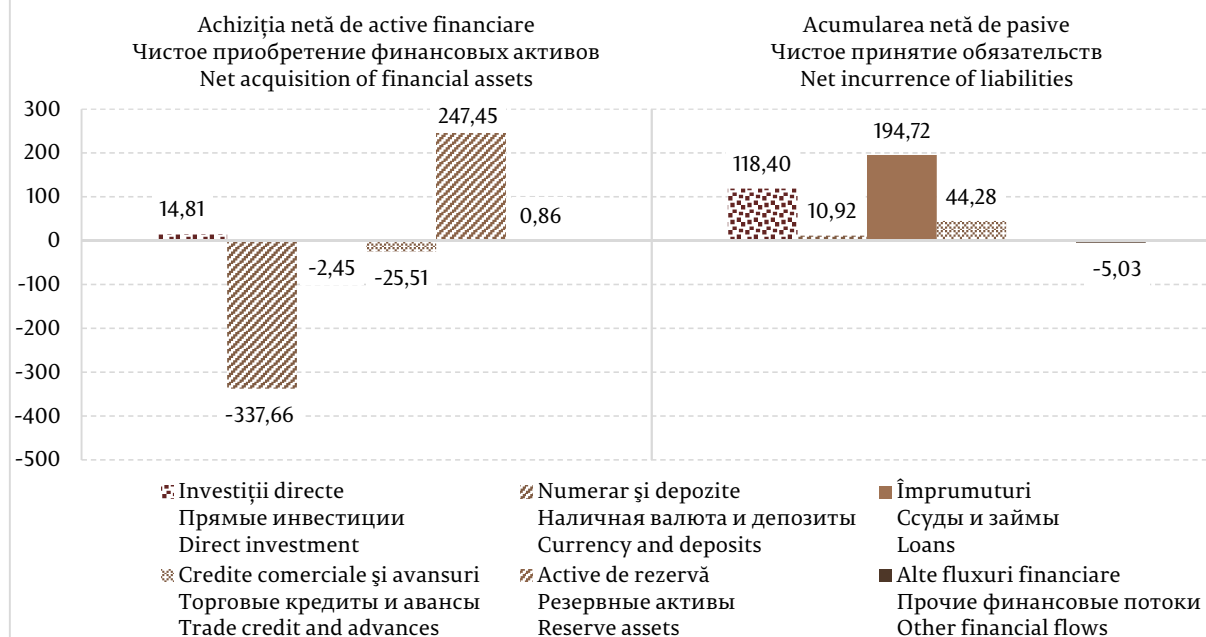 Achiziția netă de active financiare
Чистое приобретение финансовых активов
Net acquisition of financial assets
Acumularea netă de pasive
Чистое принятие обязательств
Net incurrence of liabilities
300
200
100
0
-100
-200
-300
-400
-500
14,81
-337,66
-2,45
-25,51
247,45
0,86
118,40
10,92
194,72
44,28
-5,03
Investiții directe
Прямые инвестиции
Direct investment
Numerar şi depozite
Наличная валюта и депозиты
Currency and deposits
Împrumuturi
Ссуды и займы
Loans
Credite comerciale şi avansuri
Торговые кредиты и авансы
Trade credit and advances
Active de rezervă
Резервные активы
Reserve assets
Alte fluxuri financiare
Прочие финансовые потоки
Other financial flows